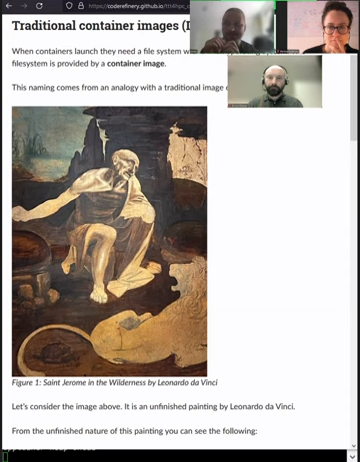 https://coderefinery.github.io/ttt4hpc_
Traditional container images (
When containers launch they need a file system w
filesystem is provided by a container image.
This naming comes from an analogy with a traditional image
Figure 1: Saint Jerome in the Wilderness by Leonardo da Vinci
Let's consider the image above. It is an unfinished painting by Leonardo da Vinci.
From the unfinished nature of this painting you can see the following: